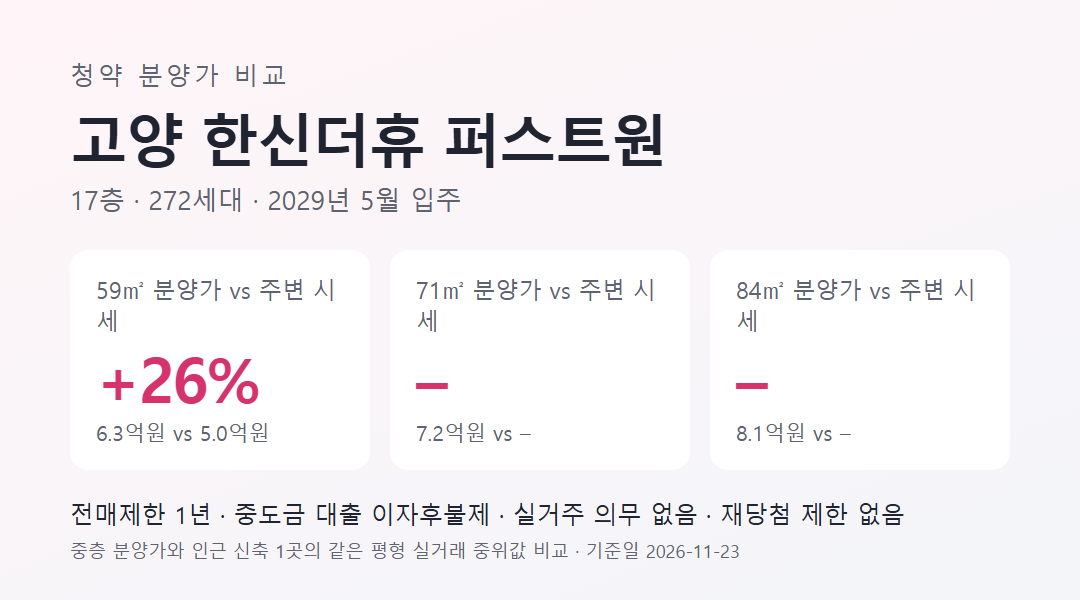 청약 분양가 비교
고양 한신더휴 퍼스트원
17층 · 272세대 · 2029년 5월 입주
59㎡ 분양가 vs 주변 시
세
+26%
6.3억원 vs 5.0억원
71㎡ 분양가 vs 주변 시
세
–
7.2억원 vs –
84㎡ 분양가 vs 주변 시
세
–
8.1억원 vs –
전매제한 1년 · 중도금 대출 이자후불제 · 실거주 의무 없음 · 재당첨 제한 없음
중층 분양가와 인근 신축 1곳의 같은 평형 실거래 중위값 비교 · 기준일 2026-11-23